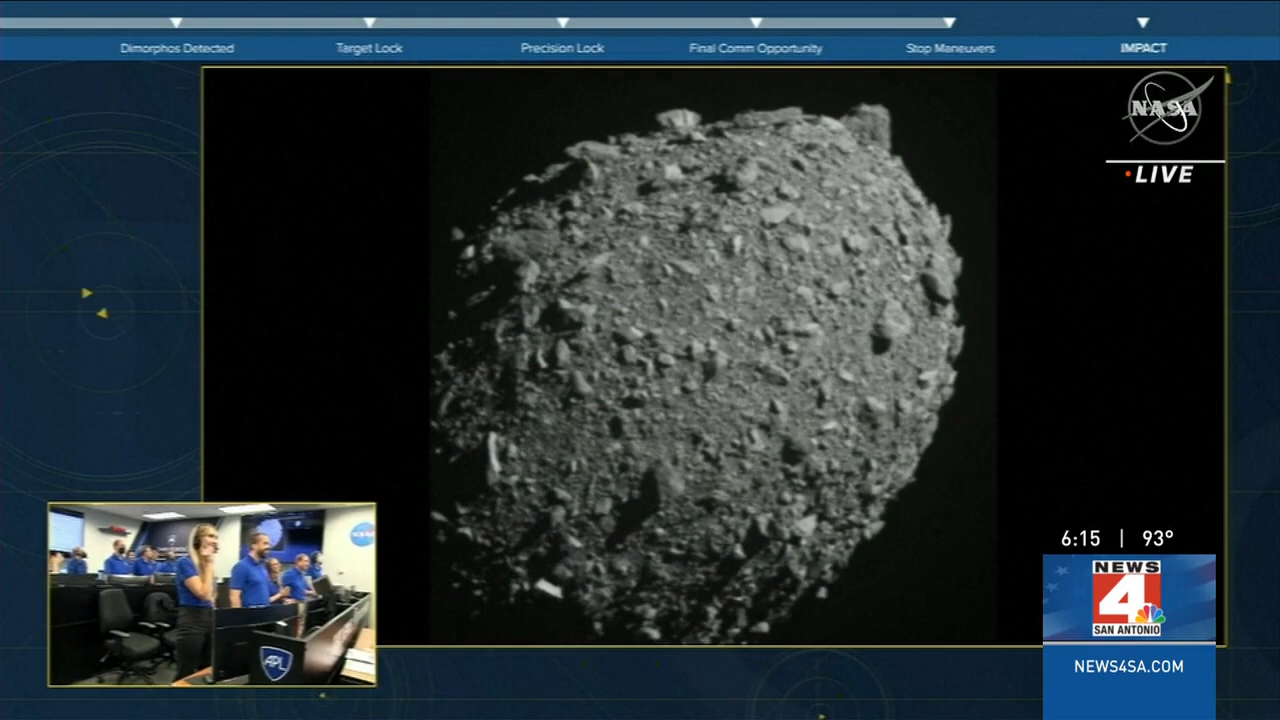 Dimorphos Detected
Target Lock
Precision Lock
Final Comm Opportunity
Stop Maneuvers
IMPACT
NASA
LIVE
APL
6:15 | 93°
NEWS
4
SAN ANTONIO
NEWS4SA.COM